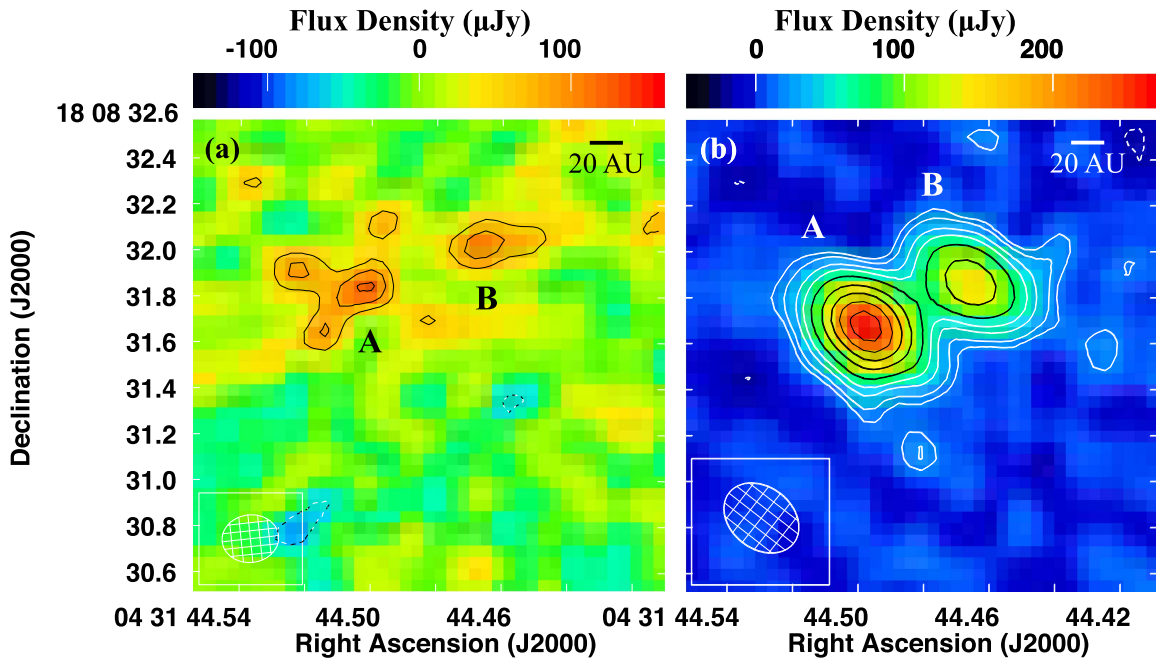 Flux Density (μJy)
-100 0 100
Flux Density (μJy)
0 100 200
18 08 32.6
32.4
32.2
32.0
31.8
31.6
31.4
31.2
31.0
30.8
30.6
Declination (J2000)
(a)
20 AU
A
B
04 31 44.54 44.50 44.46 04 31
Right Ascension (J2000)
(b)
20 AU
A
B
44.54 44.50 44.46 44.42
Right Ascension (J2000)